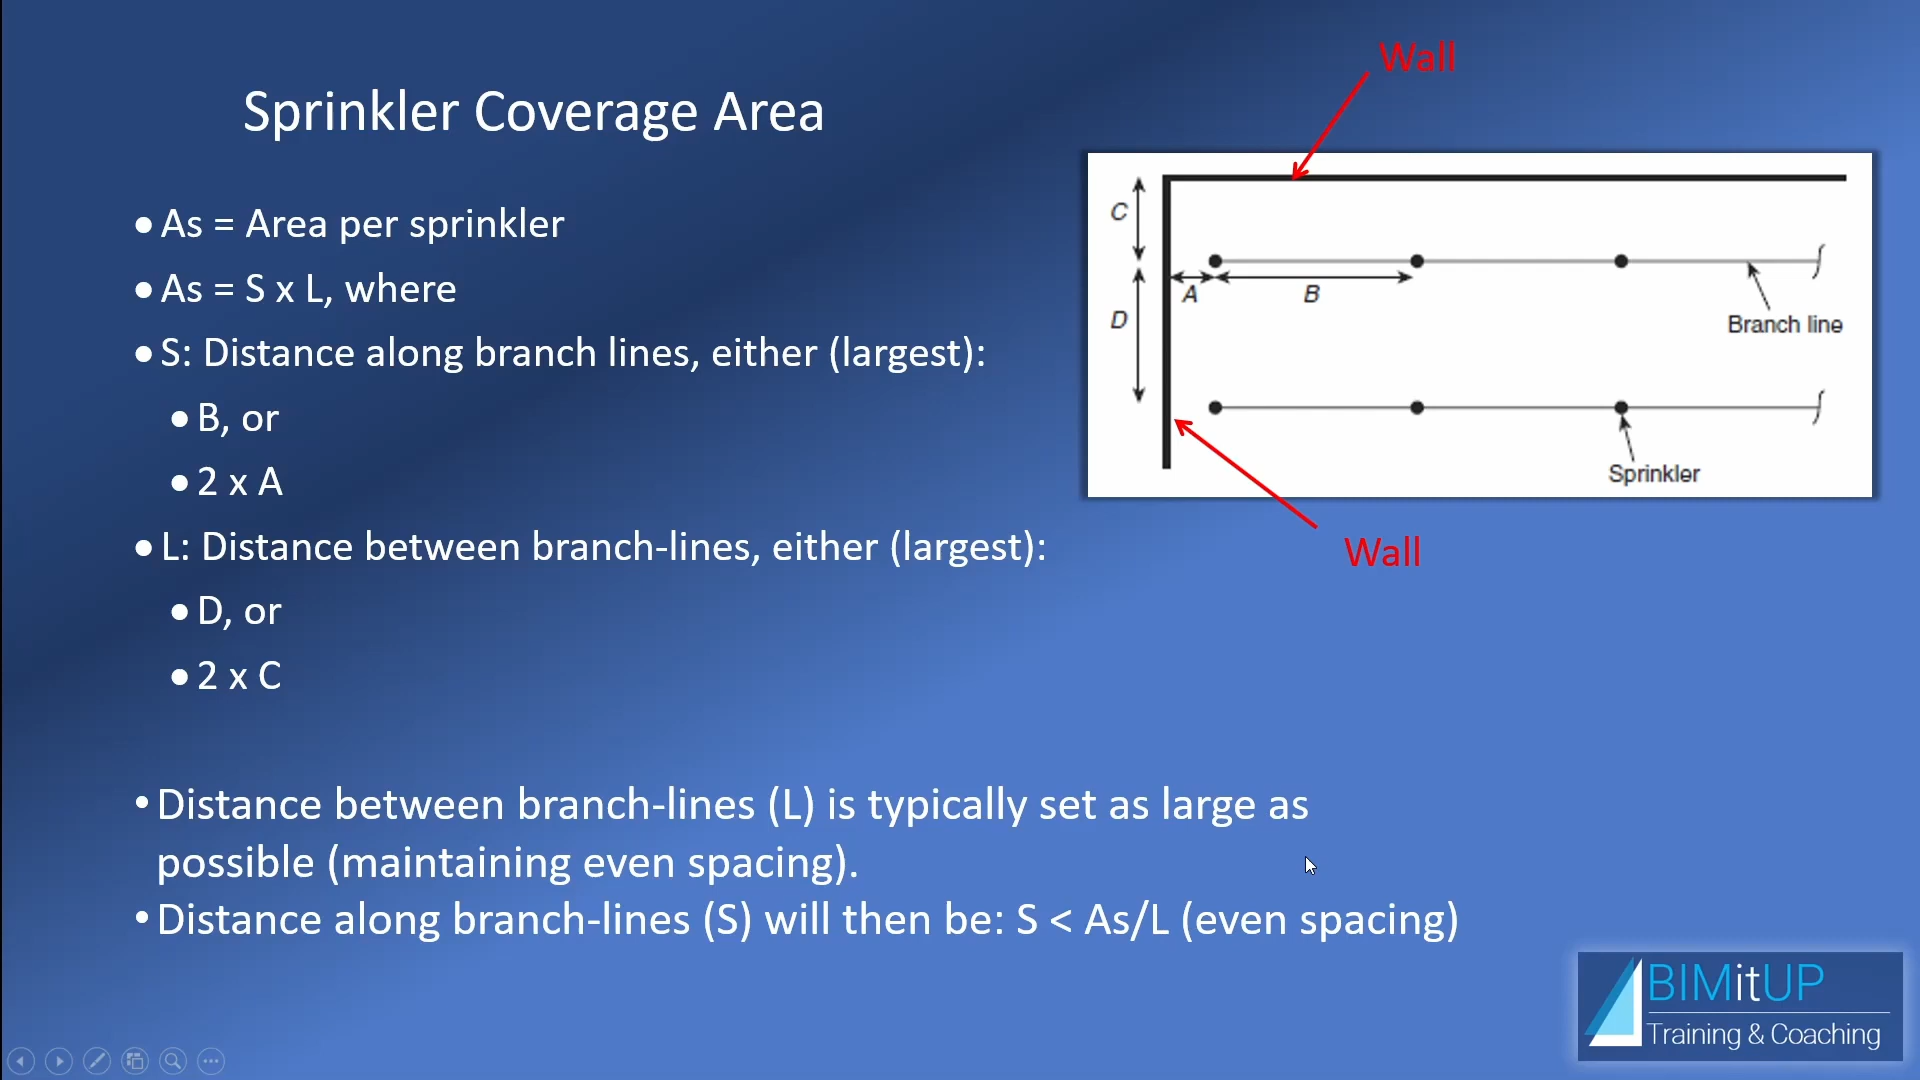 Sprinkler Coverage Area
• As = Area per sprinkler
• As = S x L, where
• S: Distance along branch lines, either (largest):
• B, or
• 2 x A
• L: Distance between branch-lines, either (largest):
• D, or
• 2 x C
• Distance between branch-lines (L) is typically set as large as
possible (maintaining even spacing).
• Distance along branch-lines (S) will then be: S < As/L (even spacing)
Wall
C
A
B
D
Branch line
Sprinkler
Wall
BIMitUP
Training & Coaching